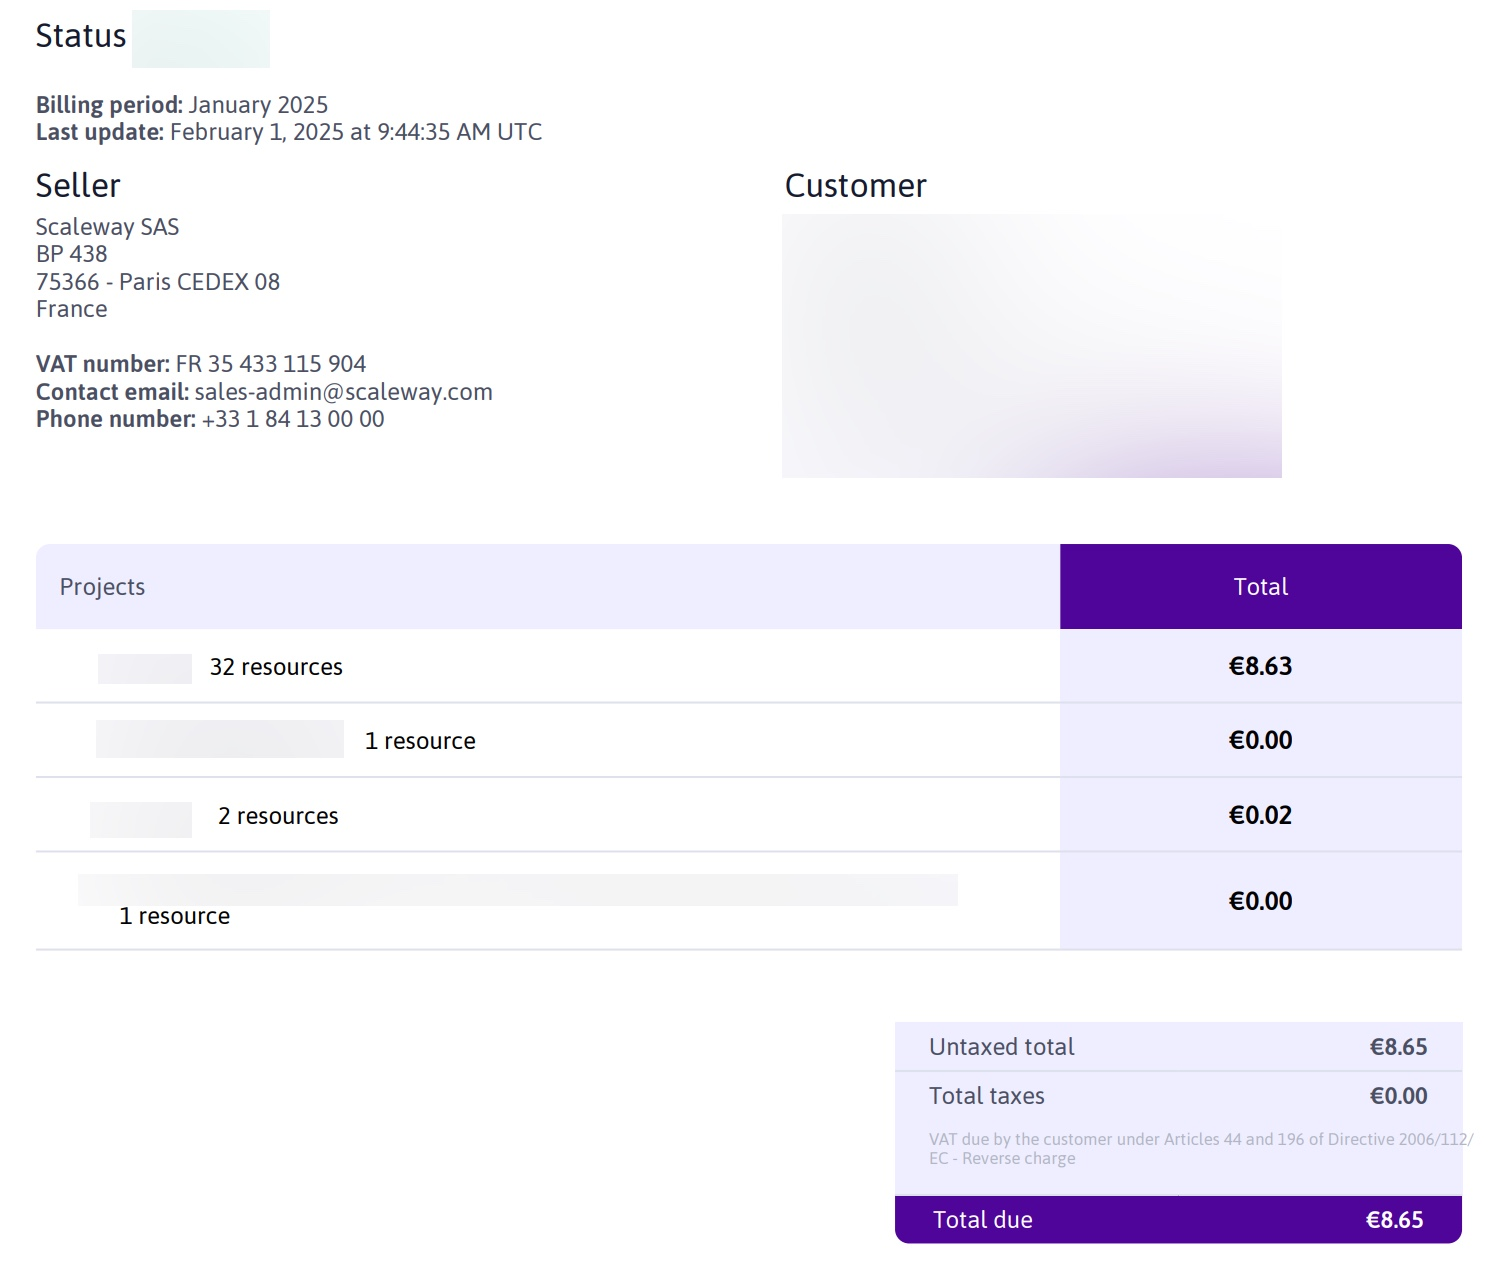 Status
Billing period: January 2025
Last update: February 1, 2025 at 9:44:35 AM UTC
Seller
Scaleway SAS
BP 438
75366 - Paris CEDEX 08
France
VAT number: FR 35 433 115 904
Contact email: sales-admin@scaleway.com
Phone number: +33 1 84 13 00 00
Customer
Projects Total
32 resources €8.63
1 resource €0.00
2 resources €0.02
1 resource €0.00
Untaxed total €8.65
Total taxes €0.00
VAT due by the customer under Articles 44 and 196 of Directive 2006/112/
EC - Reverse charge
Total due €8.65